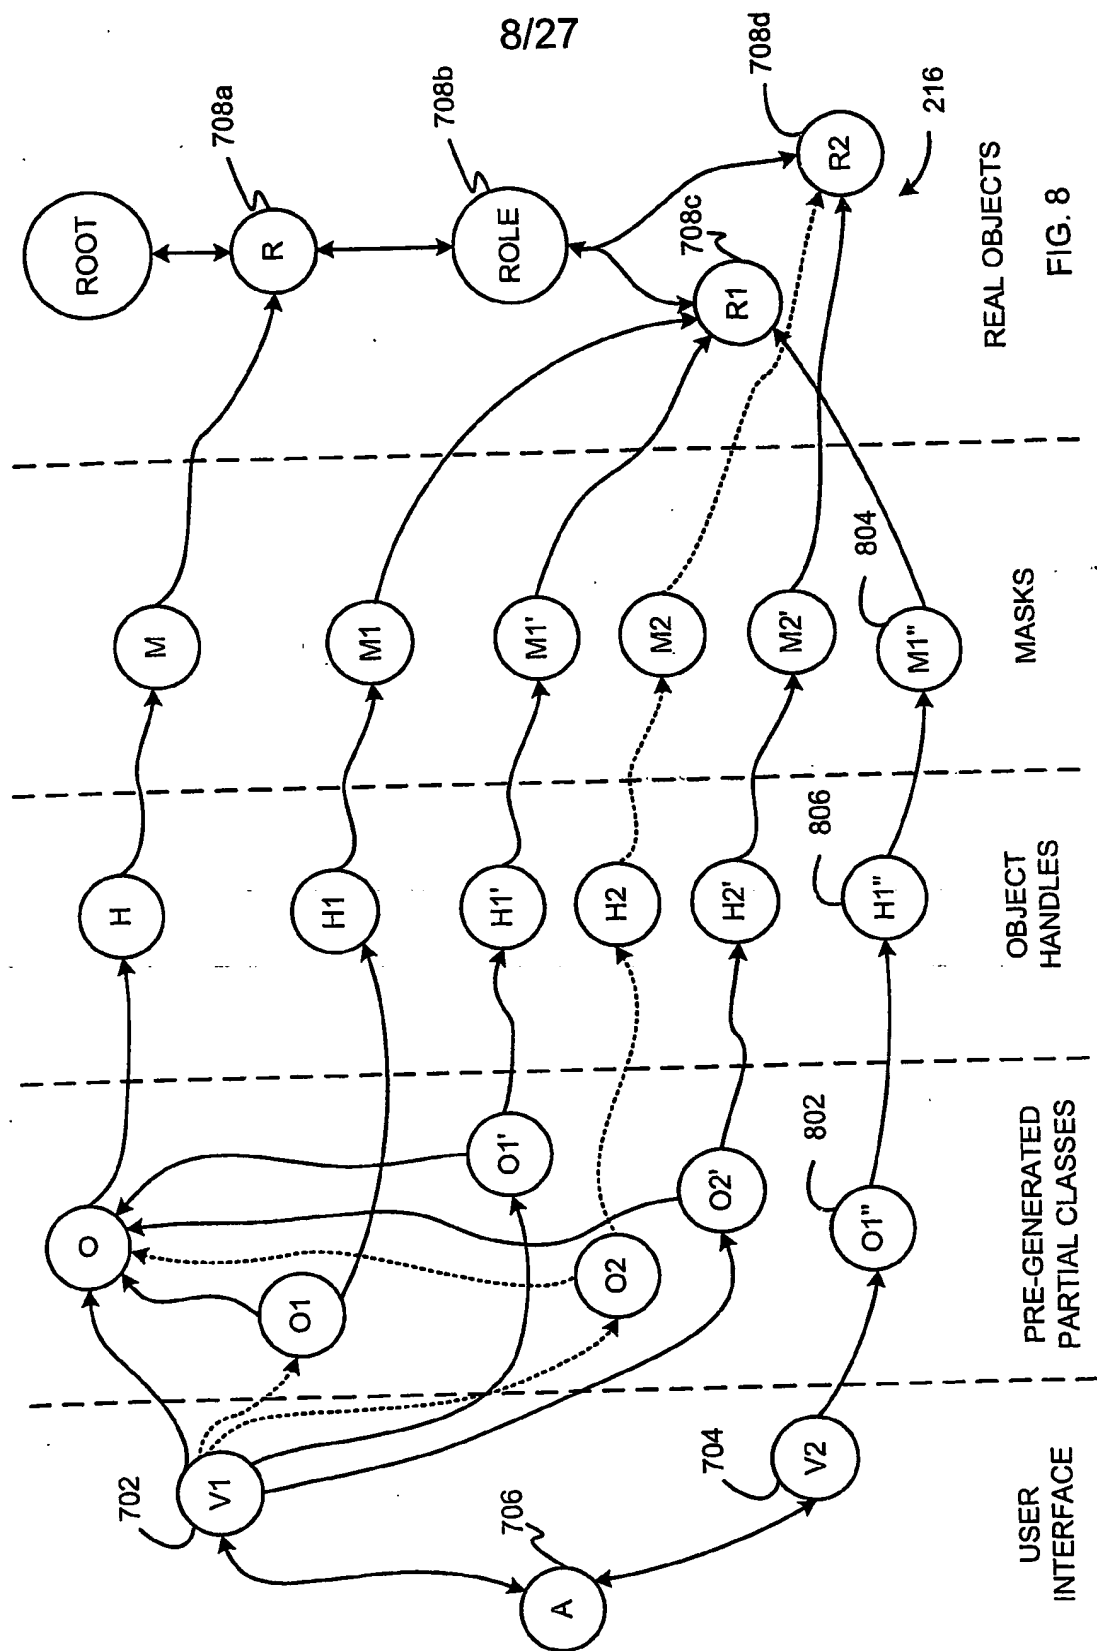 8/27
702
V1
706
A
704
V2
USER
INTERFACE
O
O1
O1'
O2
O2'
802
O1"
PRE-GENERATED
PARTIAL CLASSES
H
H1
H1'
H2
H2'
806
H1"
OBJECT
HANDLES
M
M1
M1'
M2
M2'
804
M1"
MASKS
ROOT
708a
R
708b
ROLE
708c
R1
708d
R2
216
REAL OBJECTS
FIG. 8